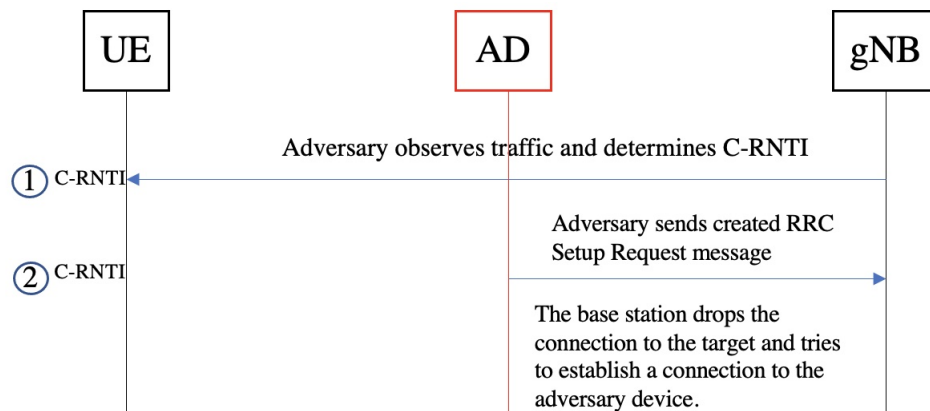 UE
AD
gNB
Adversary observes traffic and determines C-RNTI
1 C-RNTI
Adversary sends created RRC
Setup Request message
2 C-RNTI
The base station drops the
connection to the target and tries
to establish a connection to the
adversary device.